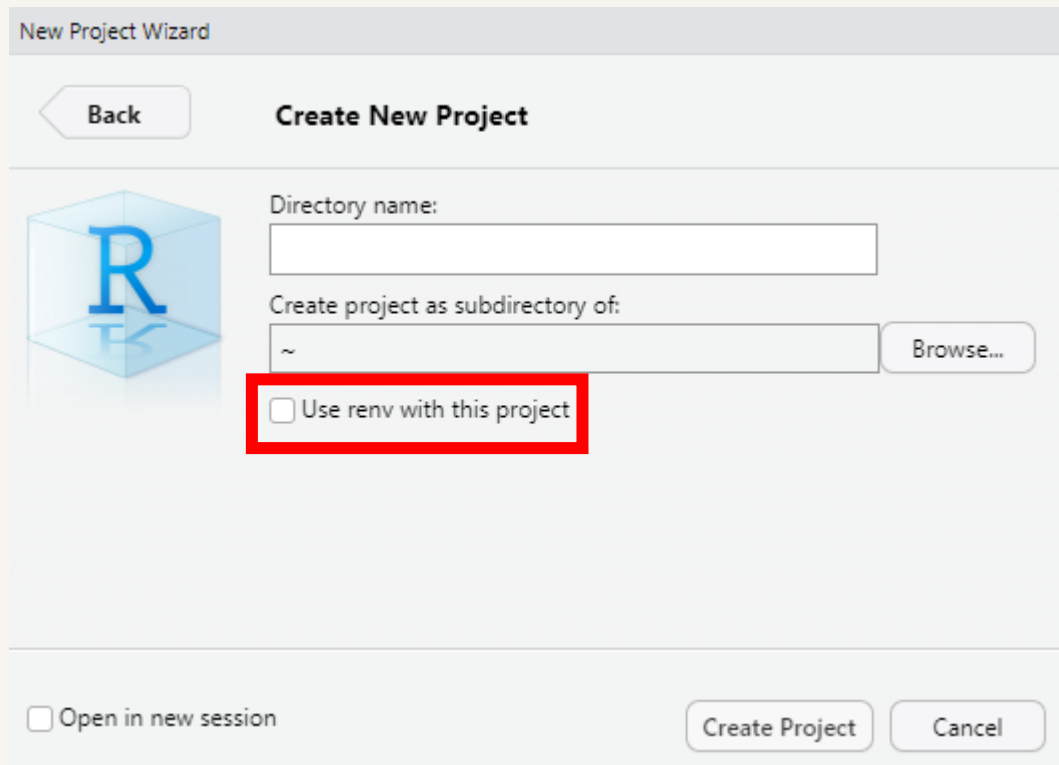 New Project Wizard
Back
Create New Project
R
Directory name:
Create project as subdirectory of:
~
Browse...
Use renv with this project
Open in new session
Create Project
Cancel